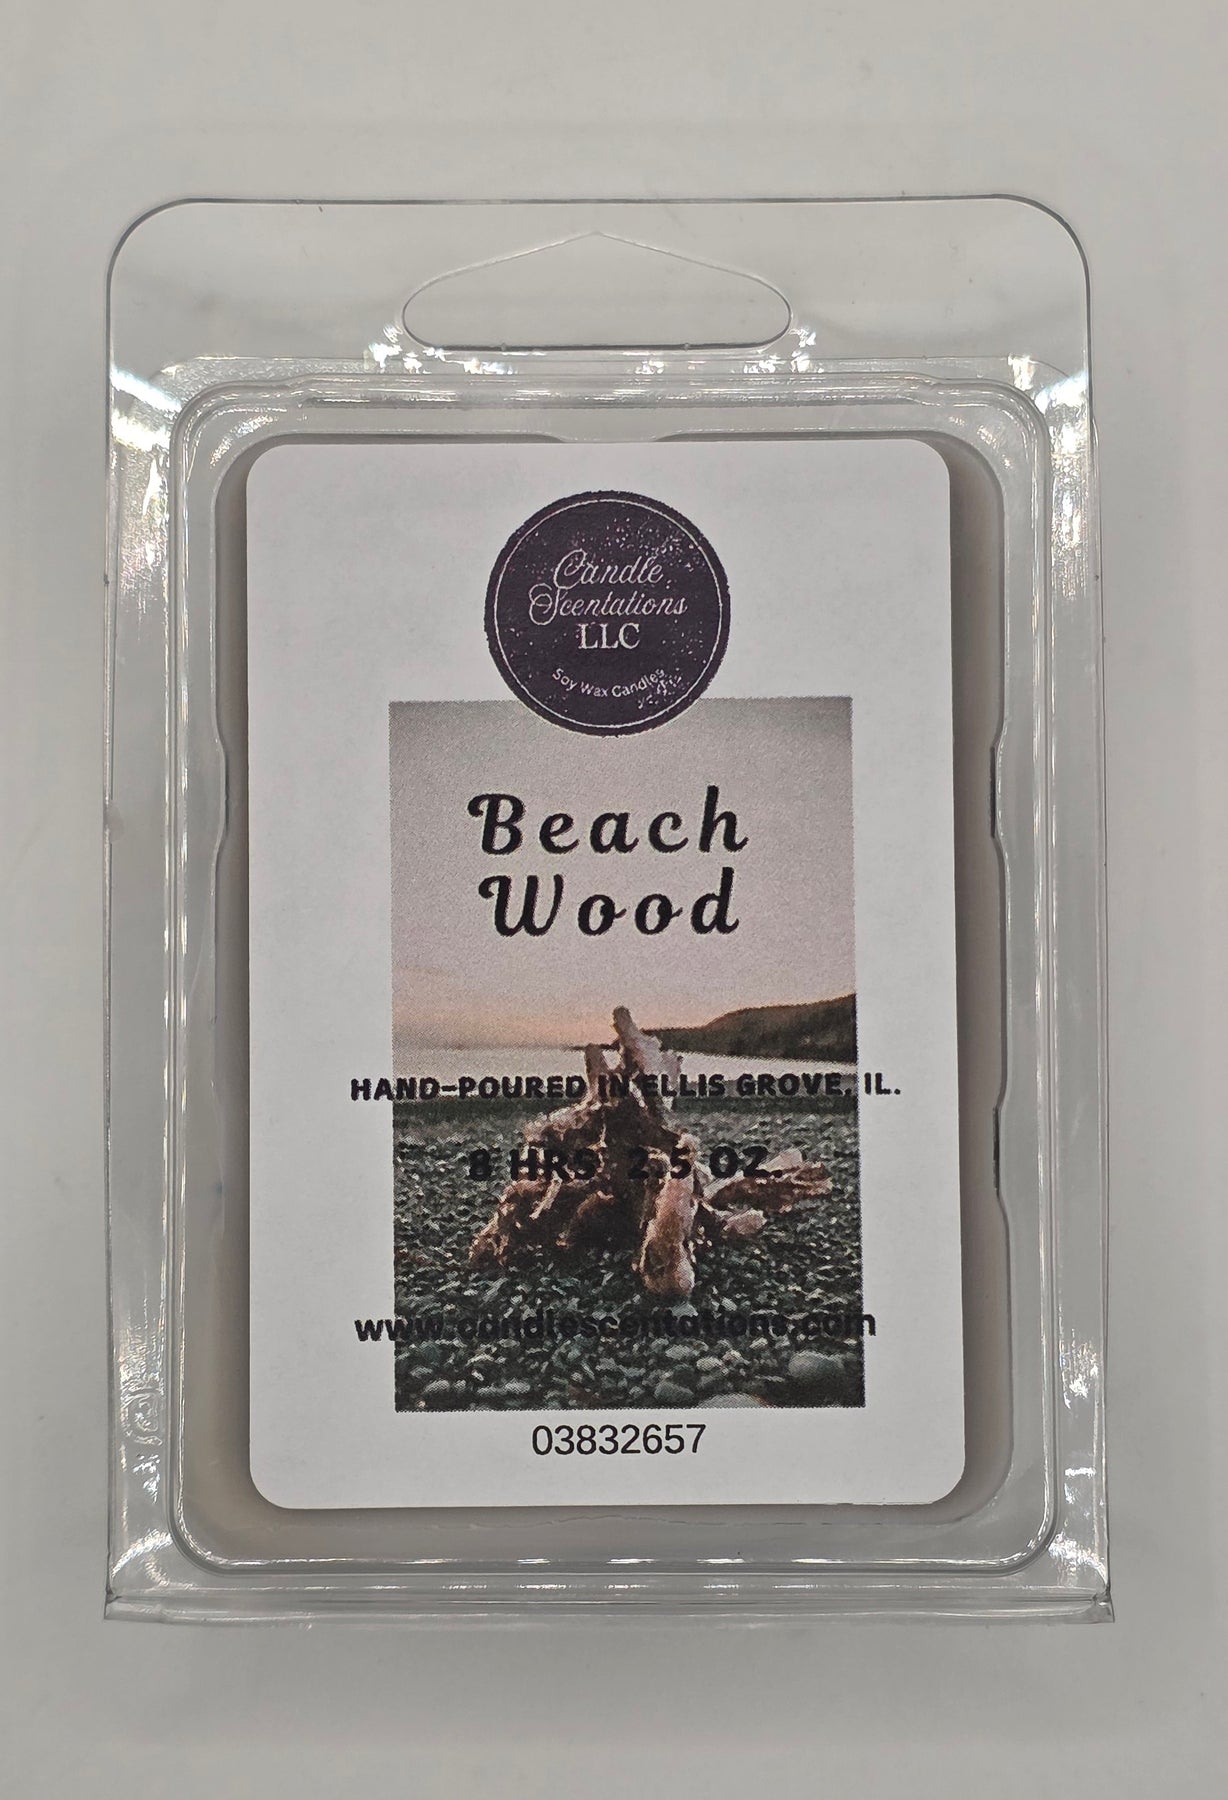 Candle
Scentations
LLC
Soy Wax Candles
Beach
Wood
HAND-POURED IN ELLIS GROVE, IL.
8 HRS 2.5 OZ.
www.candlescentations.com
03832657